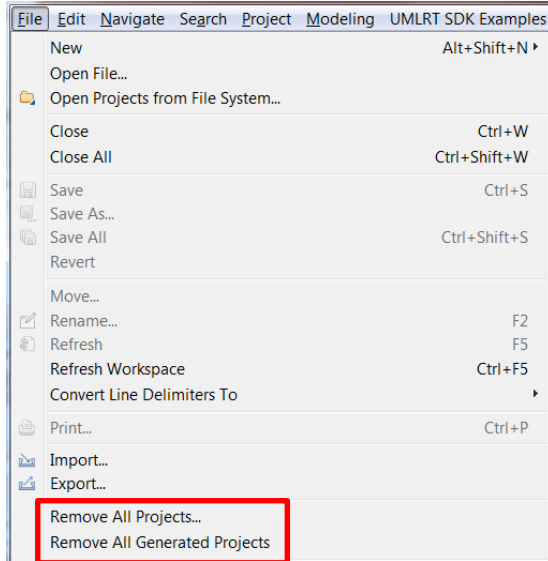 File Edit Navigate Search Project Modeling UMLRT SDK Examples
New Alt+Shift+N
Open File...
Open Projects from File System...
Close Ctrl+W
Close All Ctrl+Shift+W
Save Ctrl+S
Save As...
Save All Ctrl+Shift+S
Revert
Move...
Rename... F2
Refresh F5
Refresh Workspace Ctrl+F5
Convert Line Delimiters To
Print... Ctrl+P
Import...
Export...
Remove All Projects...
Remove All Generated Projects